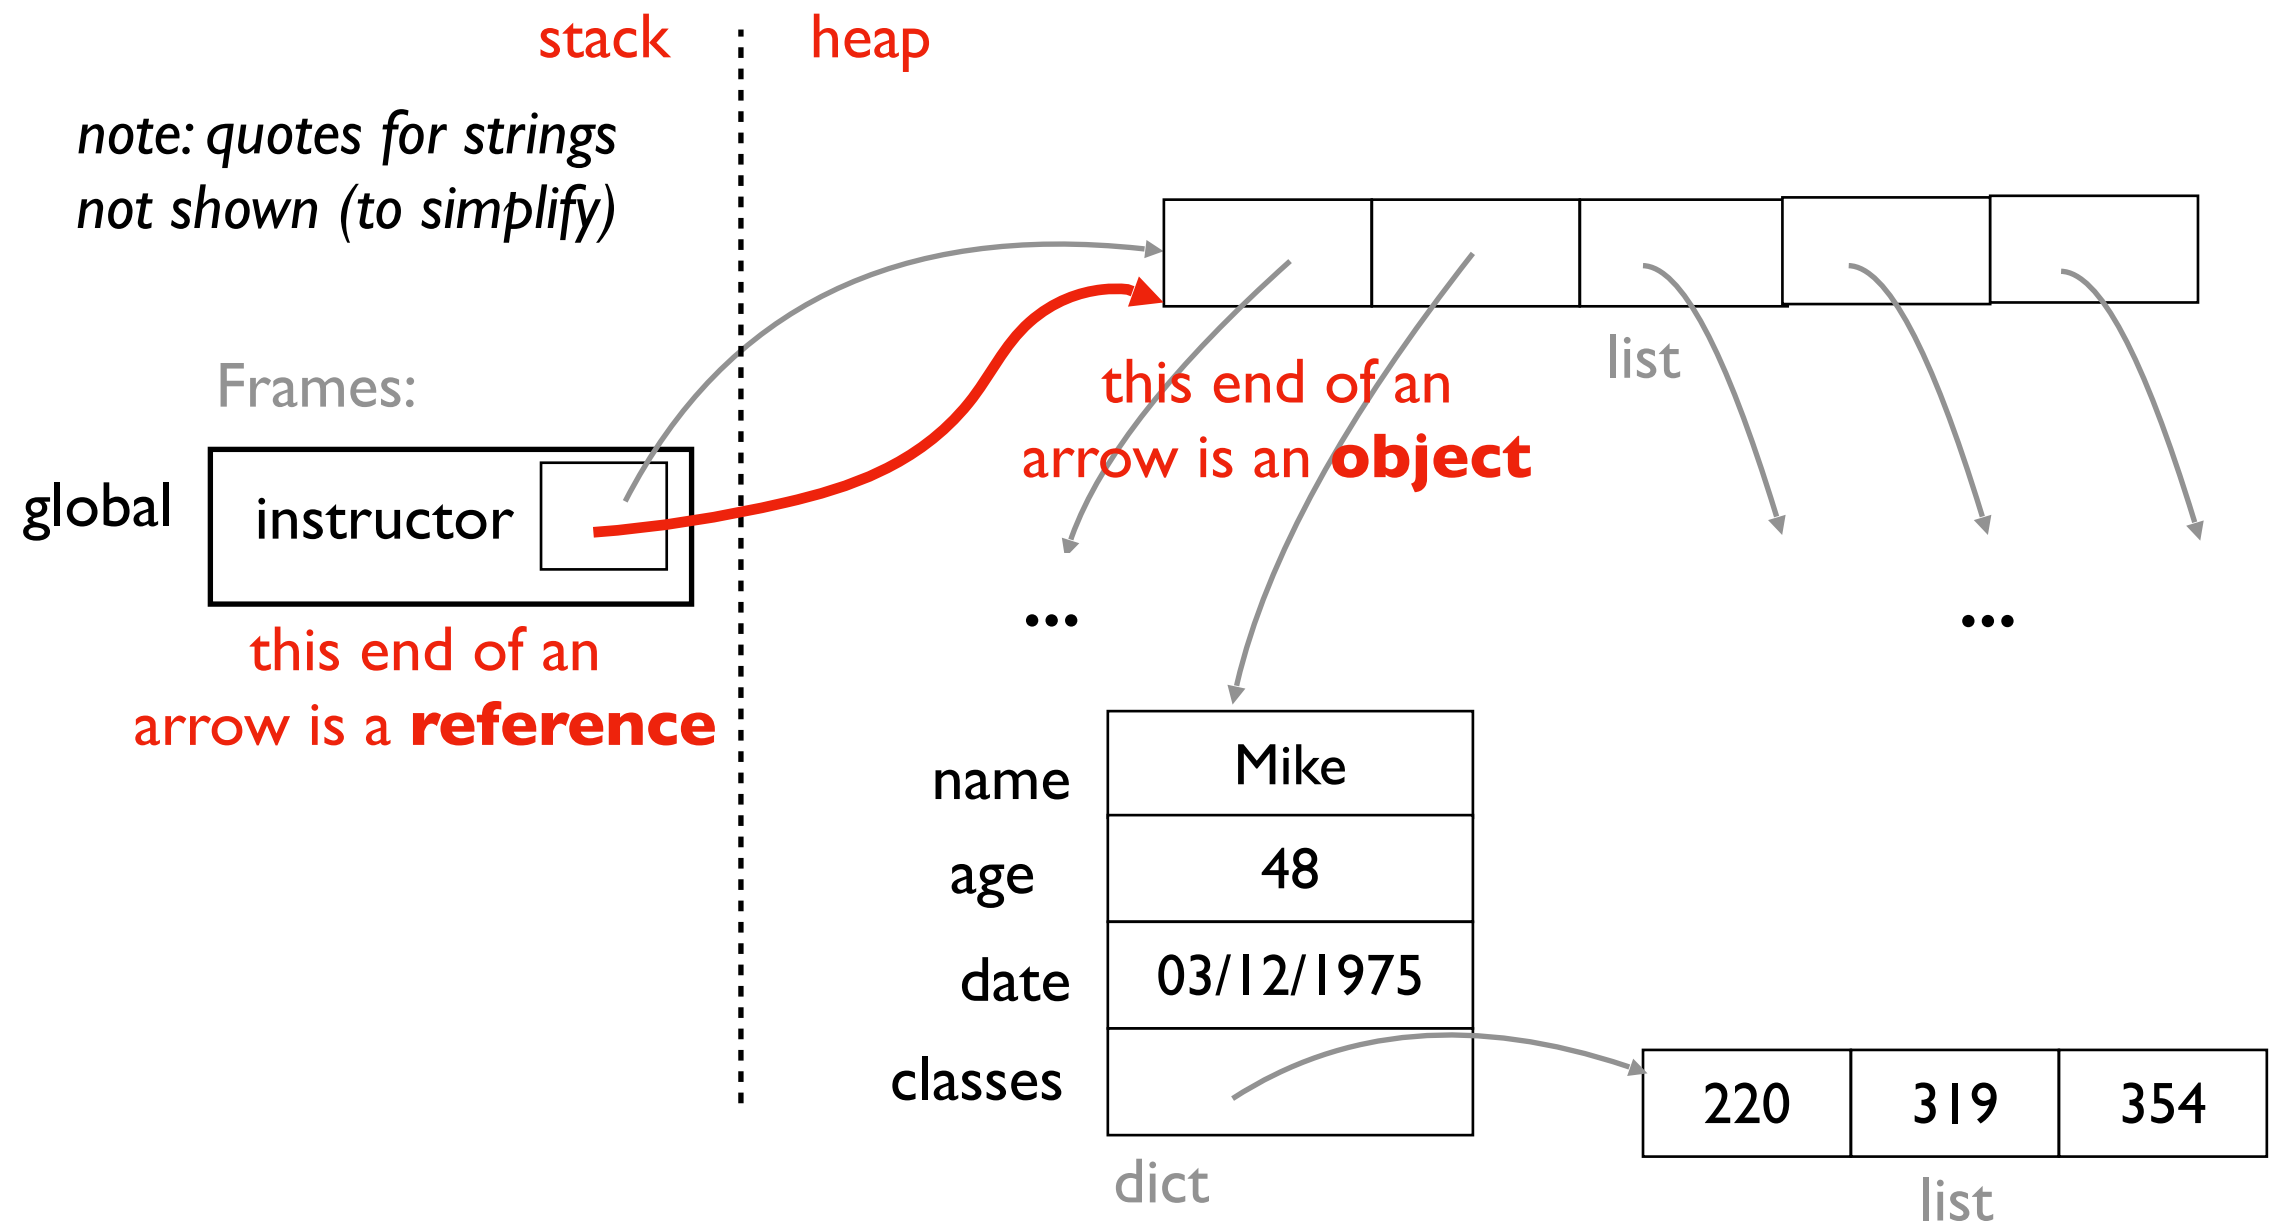 stack
heap
note: quotes for strings
not shown (to simplify)
list
Frames:
this end of an
arrow is an object
global
instructor
...
...
this end of an
arrow is a reference
name
Mike
age
48
date
03/12/1975
classes
220
319
354
dict
list